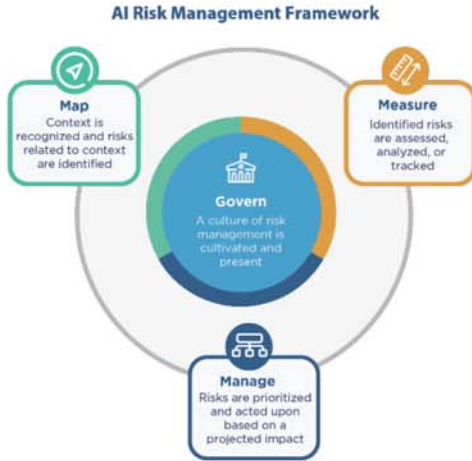 AI Risk Management Framework
Map
Context is
recognized and risks
related to context
are identified
Measure
Identified risks
are assessed,
analyzed, or
tracked
Govern
A culture of risk
management is
cultivated and
present
Manage
Risks are prioritized
and acted upon
based on a
projected impact